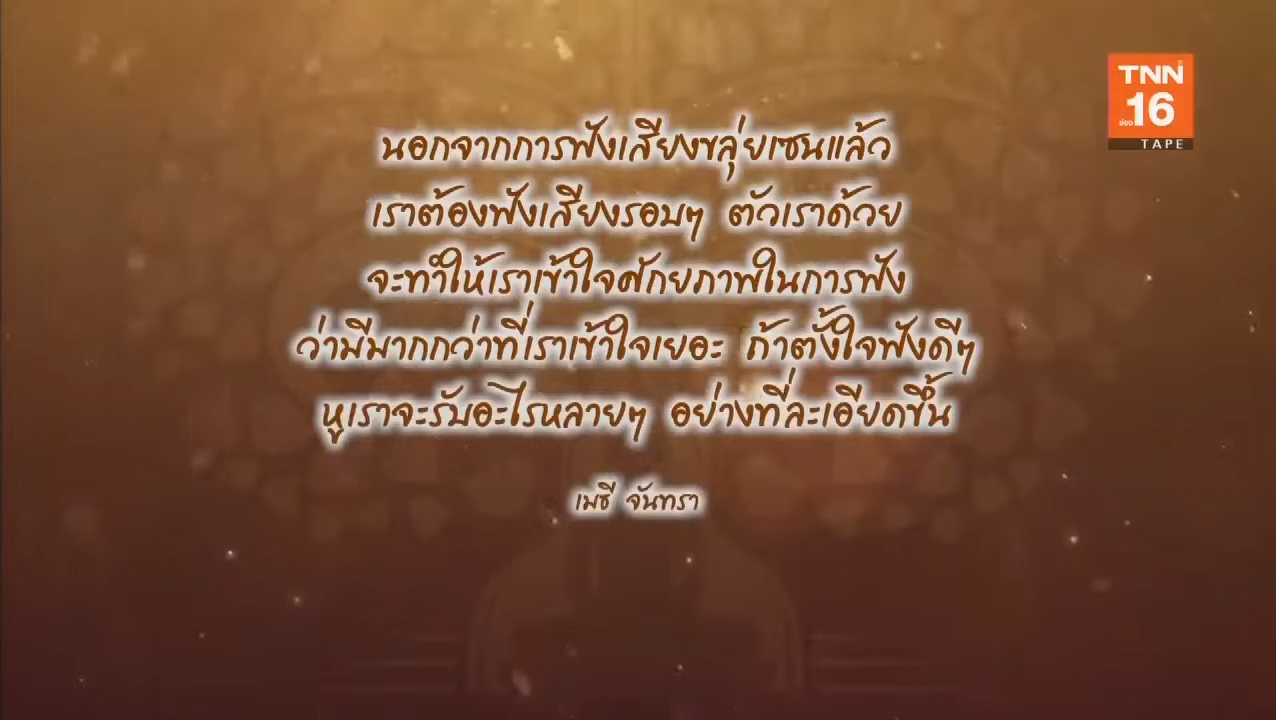 TNN
ช่อง 16
TAPE
นอกจากการฟังเสียงขลุ่ยเซนแล้ว
เราต้องฟังเสียงรอบๆ ตัวเราด้วย
จะทำให้เราเข้าใจศักยภาพในการฟัง
ว่ามีมากกว่าที่เราเข้าใจเยอะ ถ้าตั้งใจฟังดีๆ
หูเราจะรับอะไรหลายๆ อย่างที่ละเอียดขึ้น
เมธี จันทรา